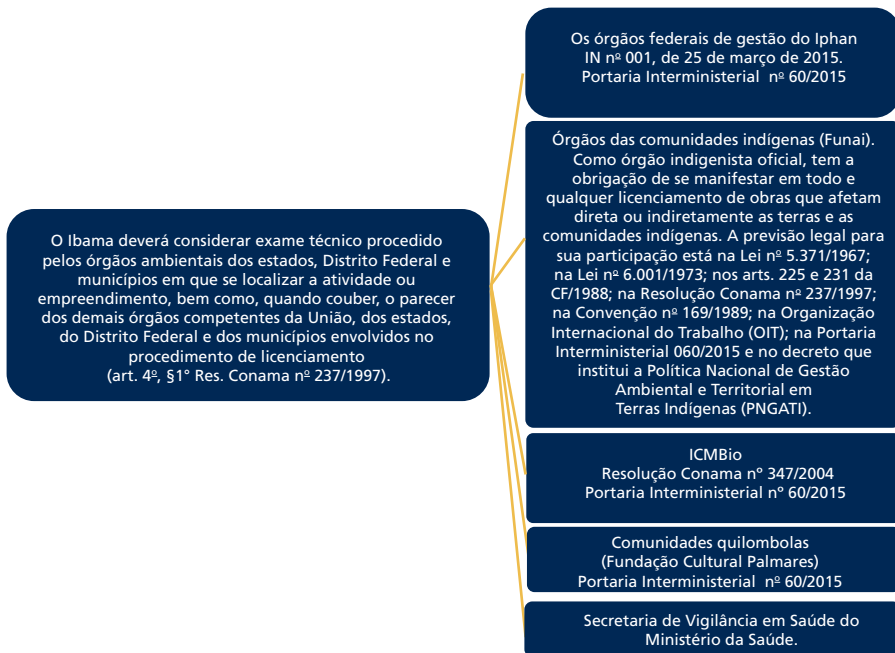 O Ibama deverá considerar exame técnico procedido
pelos órgãos ambientais dos estados, Distrito Federal e
municípios em que se localizar a atividade ou
empreendimento, bem como, quando couber, o parecer
dos demais órgãos competentes da União, dos estados,
do Distrito Federal e dos municípios envolvidos no
procedimento de licenciamento
(art. 4º, §1° Res. Conama nº 237/1997).
Os órgãos federais de gestão do Iphan
IN nº 001, de 25 de março de 2015.
Portaria Interministerial nº 60/2015
Órgãos das comunidades indígenas (Funai).
Como órgão indigenista oficial, tem a
obrigação de se manifestar em todo e
qualquer licenciamento de obras que afetam
direta ou indiretamente as terras e as
comunidades indígenas. A previsão legal para
sua participação está na Lei nº 5.371/1967;
na Lei nº 6.001/1973; nos arts. 225 e 231 da
CF/1988; na Resolução Conama nº 237/1997;
na Convenção nº 169/1989; na Organização
Internacional do Trabalho (OIT); na Portaria
Interministerial 060/2015 e no decreto que
institui a Política Nacional de Gestão
Ambiental e Territorial em
Terras Indígenas (PNGATI).
ICMBio
Resolução Conama n° 347/2004
Portaria Interministerial n° 60/2015
Comunidades quilombolas
(Fundação Cultural Palmares)
Portaria Interministerial nº 60/2015
Secretaria de Vigilância em Saúde do
Ministério da Saúde.